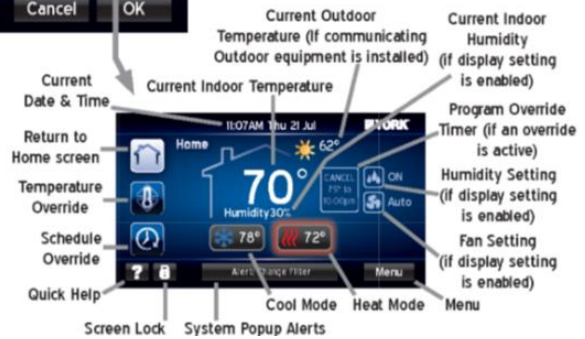 Cancel OK
Current Outdoor
Temperature (If communicating
Outdoor equipment is installed)
Current Indoor
Humidity
(if display setting
is enabled)
Current
Date & Time
Current Indoor Temperature
Program Override
Timer (if an override
is active)
11:07AM Thu 21 Jul
YORK
Return to
Home screen
Home
62°
70°
CANCEL
75° to
10:00pm
ON
Humidity Setting
(if display setting
is enabled)
Temperature
Override
Humidity30%
Auto
Fan Setting
(if display setting
is enabled)
Schedule
Override
78°
72°
?
Alert: Change Filter
Menu
Quick Help
Cool Mode
Heat Mode
Menu
Screen Lock
System Popup Alerts